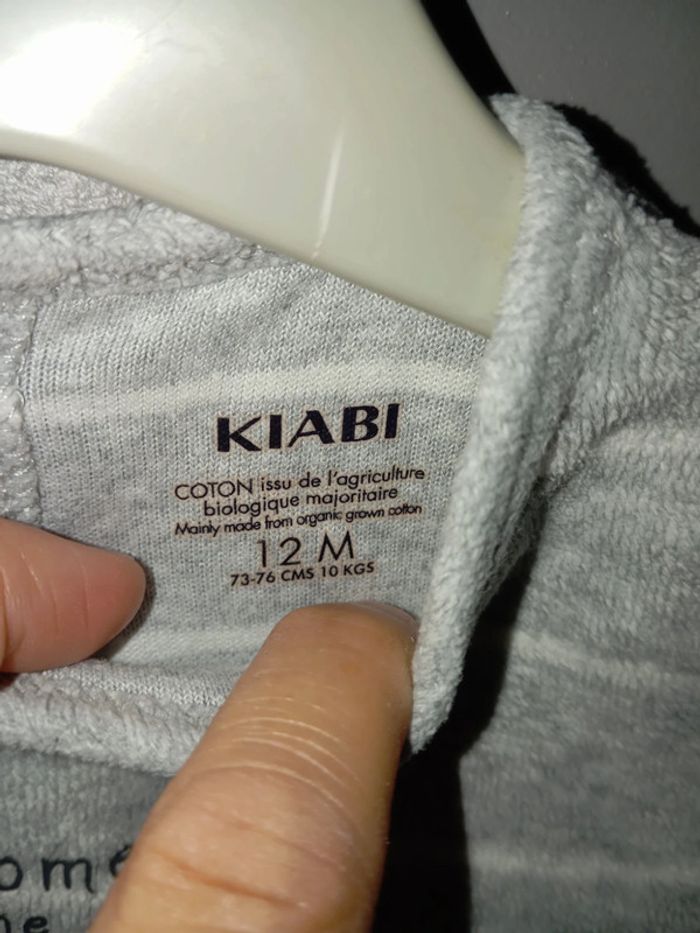 KIABI
COTON issu de l'agriculture
biologique majoritaire
Mainly made from organic grown cotton
12 M
73-76 CMS 10 KGS